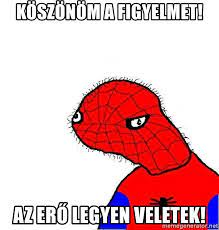 KÖSZÖNÖM A FIGYELMET!
AZ ERŐ LEGYEN VELETEK!
memegenerator.net